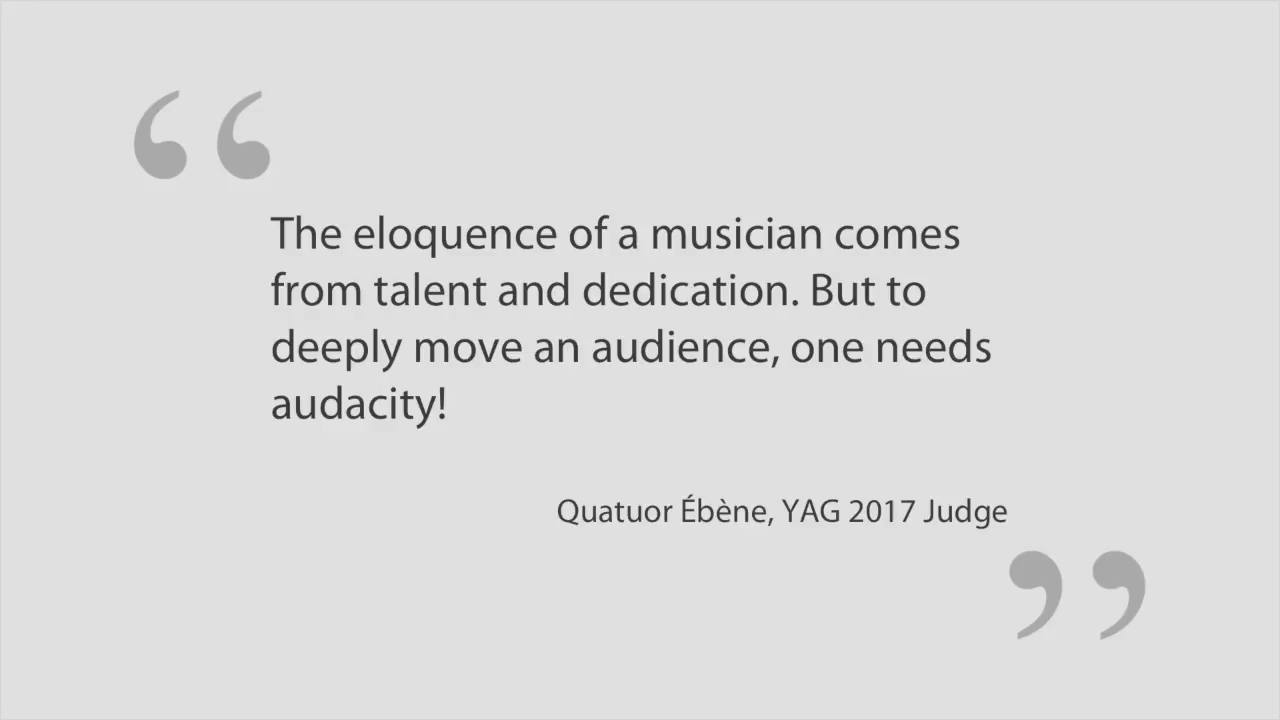 “
The eloquence of a musician comes
from talent and dedication. But to
deeply move an audience, one needs
audacity!
Quatuor Ébène, YAG 2017 Judge
”